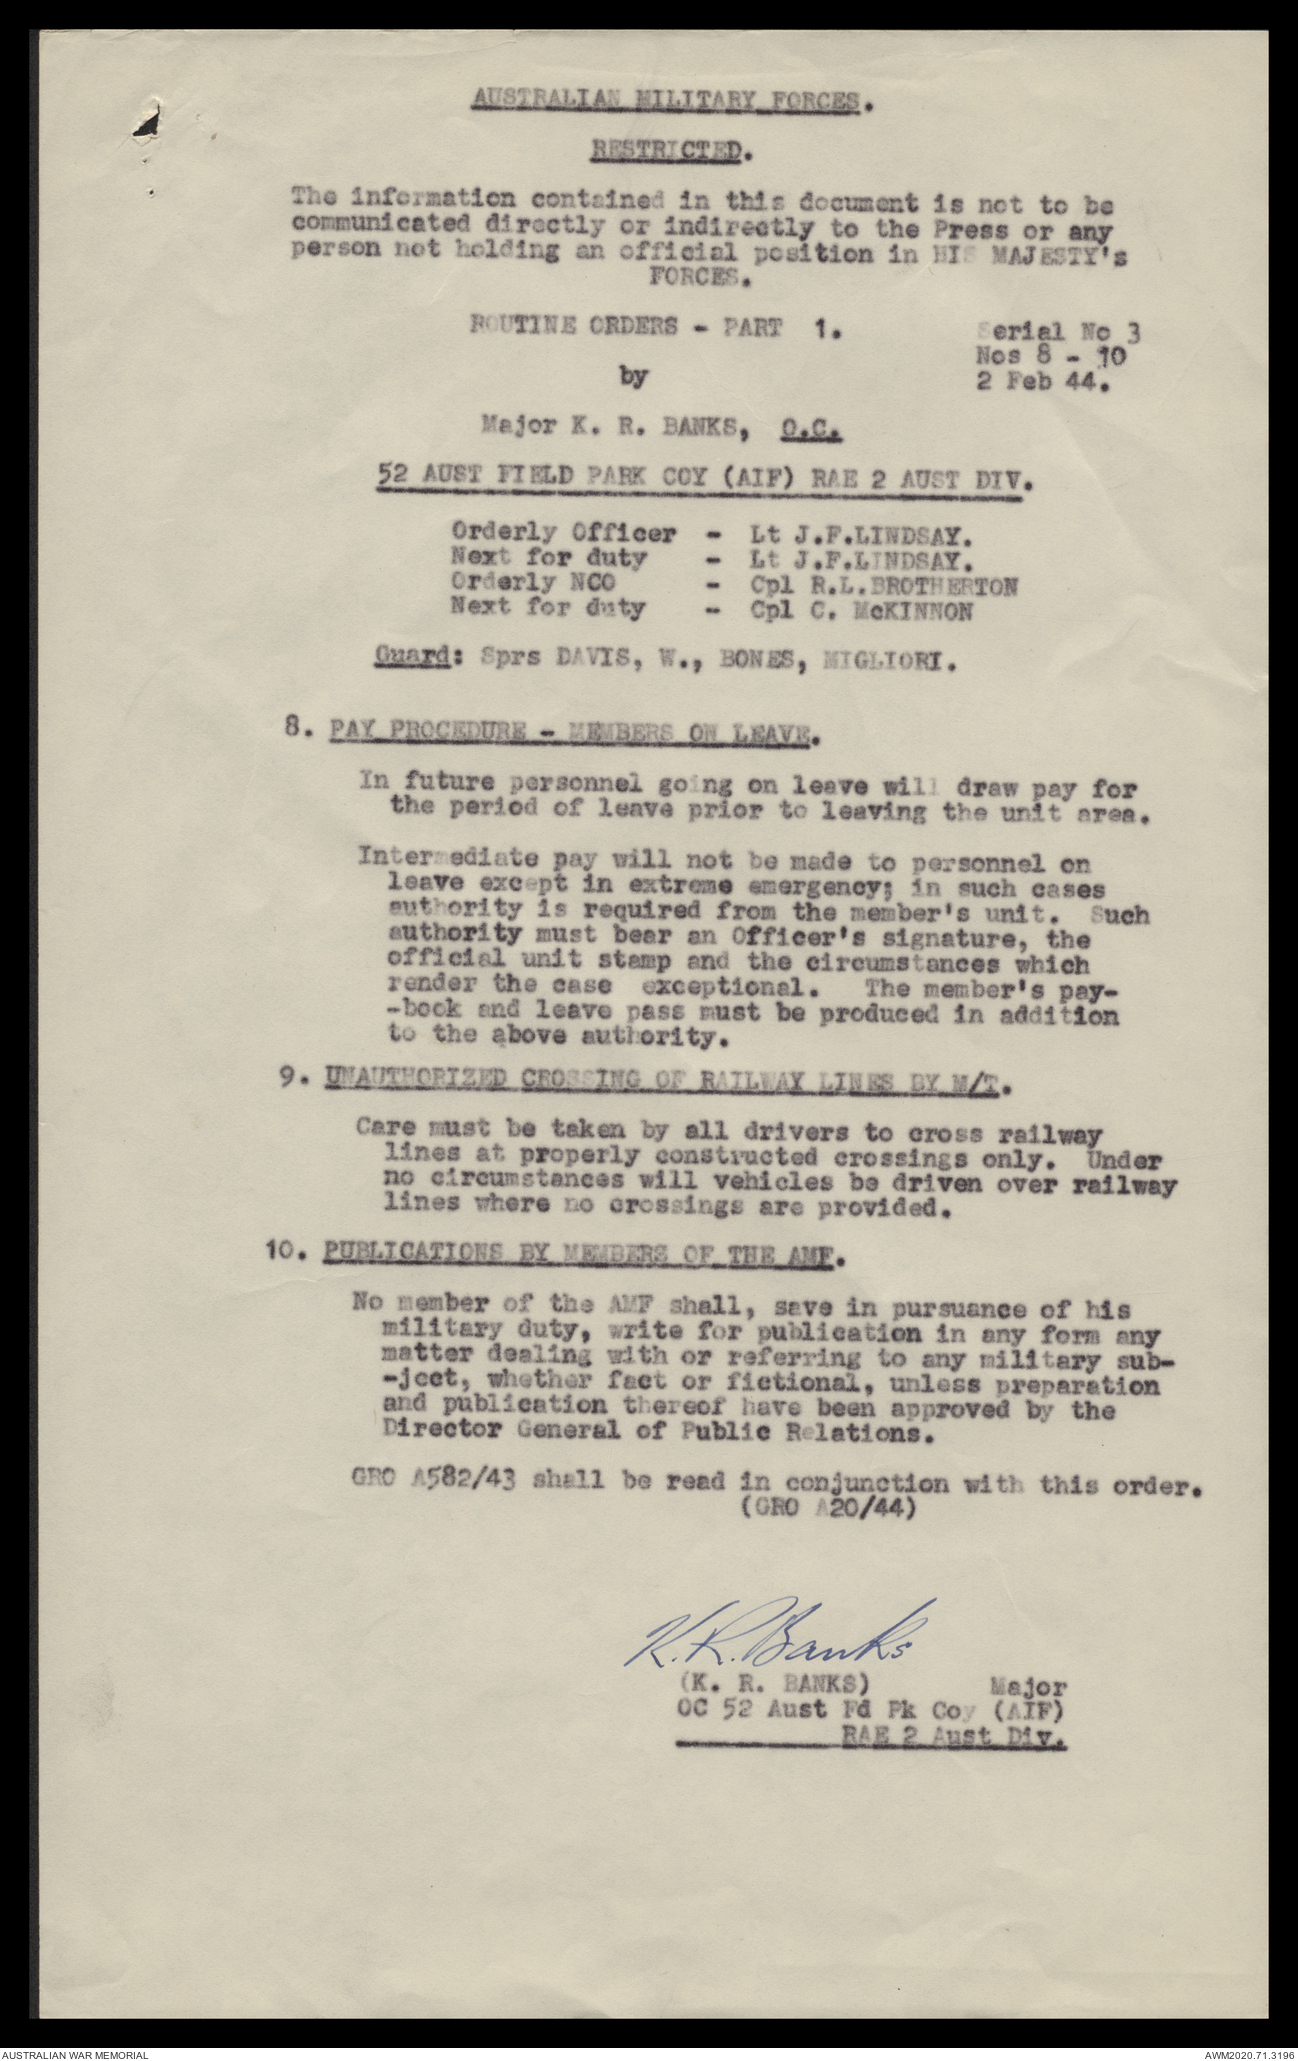 AUSTRALIAN MILITARY FORCES.
RESTRICTED.
The information contained in this document is not to be
communicated directly or indirectly to the Press or any
person not holding an official position in HIS MAJESTY's
FORCES.
ROUTINE ORDERS - PART 1.
Serial No 3
Nos 8 - 10
2 Feb 44.
by
Major K. R. BANKS, O.C.
52 AUST FIELD PARK COY (AIF) RAE 2 AUST DIV.
Orderly Officer - Lt J.F.LINDSAY.
Next for duty - Lt J.F.LINDSAY.
Orderly NCO - Cpl R.L.BROTHERTON
Next for duty - Cpl C. McKINNON
Guard: Sprs DAVIS, W., BONES, MIGLIORI.
8. PAY PROCEDURE - MEMBERS ON LEAVE.
In future personnel going on leave will draw pay for
the period of leave prior to leaving the unit area.
Intermediate pay will not be made to personnel on
leave except in extreme emergency; in such cases
authority is required from the member's unit. Such
authority must bear an Officer's signature, the
official unit stamp and the circumstances which
render the case exceptional. The member's pay-
-book and leave pass must be produced in addition
to the above authority.
9. UNAUTHORIZED CROSSING OF RAILWAY LINES BY M/T.
Care must be taken by all drivers to cross railway
lines at properly constructed crossings only. Under
no circumstances will vehicles be driven over railway
lines where no crossings are provided.
10. PUBLICATIONS BY MEMBERS OF THE AMF.
No member of the AMF shall, save in pursuance of his
military duty, write for publication in any form any
matter dealing with or referring to any military sub-
-ject, whether fact or fictional, unless preparation
and publication thereof have been approved by the
Director General of Public Relations.
GRO A582/43 shall be read in conjunction with this order.
(GRO A20/44)
K. R. Banks
(K. R. BANKS) Major
OC 52 Aust Fd Pk Coy (AIF)
RAE 2 Aust Div.
AUSTRALIAN WAR MEMORIAL
AWM2020.71.3196